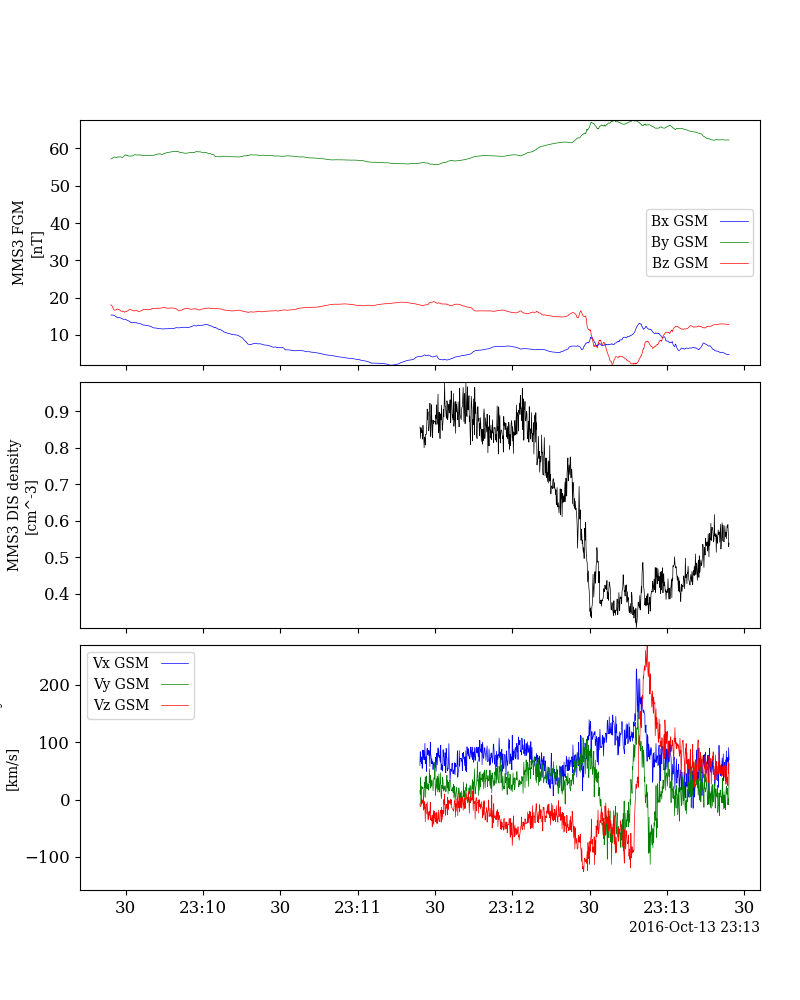 MMS3 FGM
[nT]
60
50
40
30
20
10
Bx GSM
By GSM
Bz GSM
MMS3 DIS density
[cm^-3]
0.9
0.8
0.7
0.6
0.5
0.4
[km/s]
200
100
0
−100
Vx GSM
Vy GSM
Vz GSM
30 23:10 30 23:11 30 23:12 30 23:13 30
2016-Oct-13 23:13